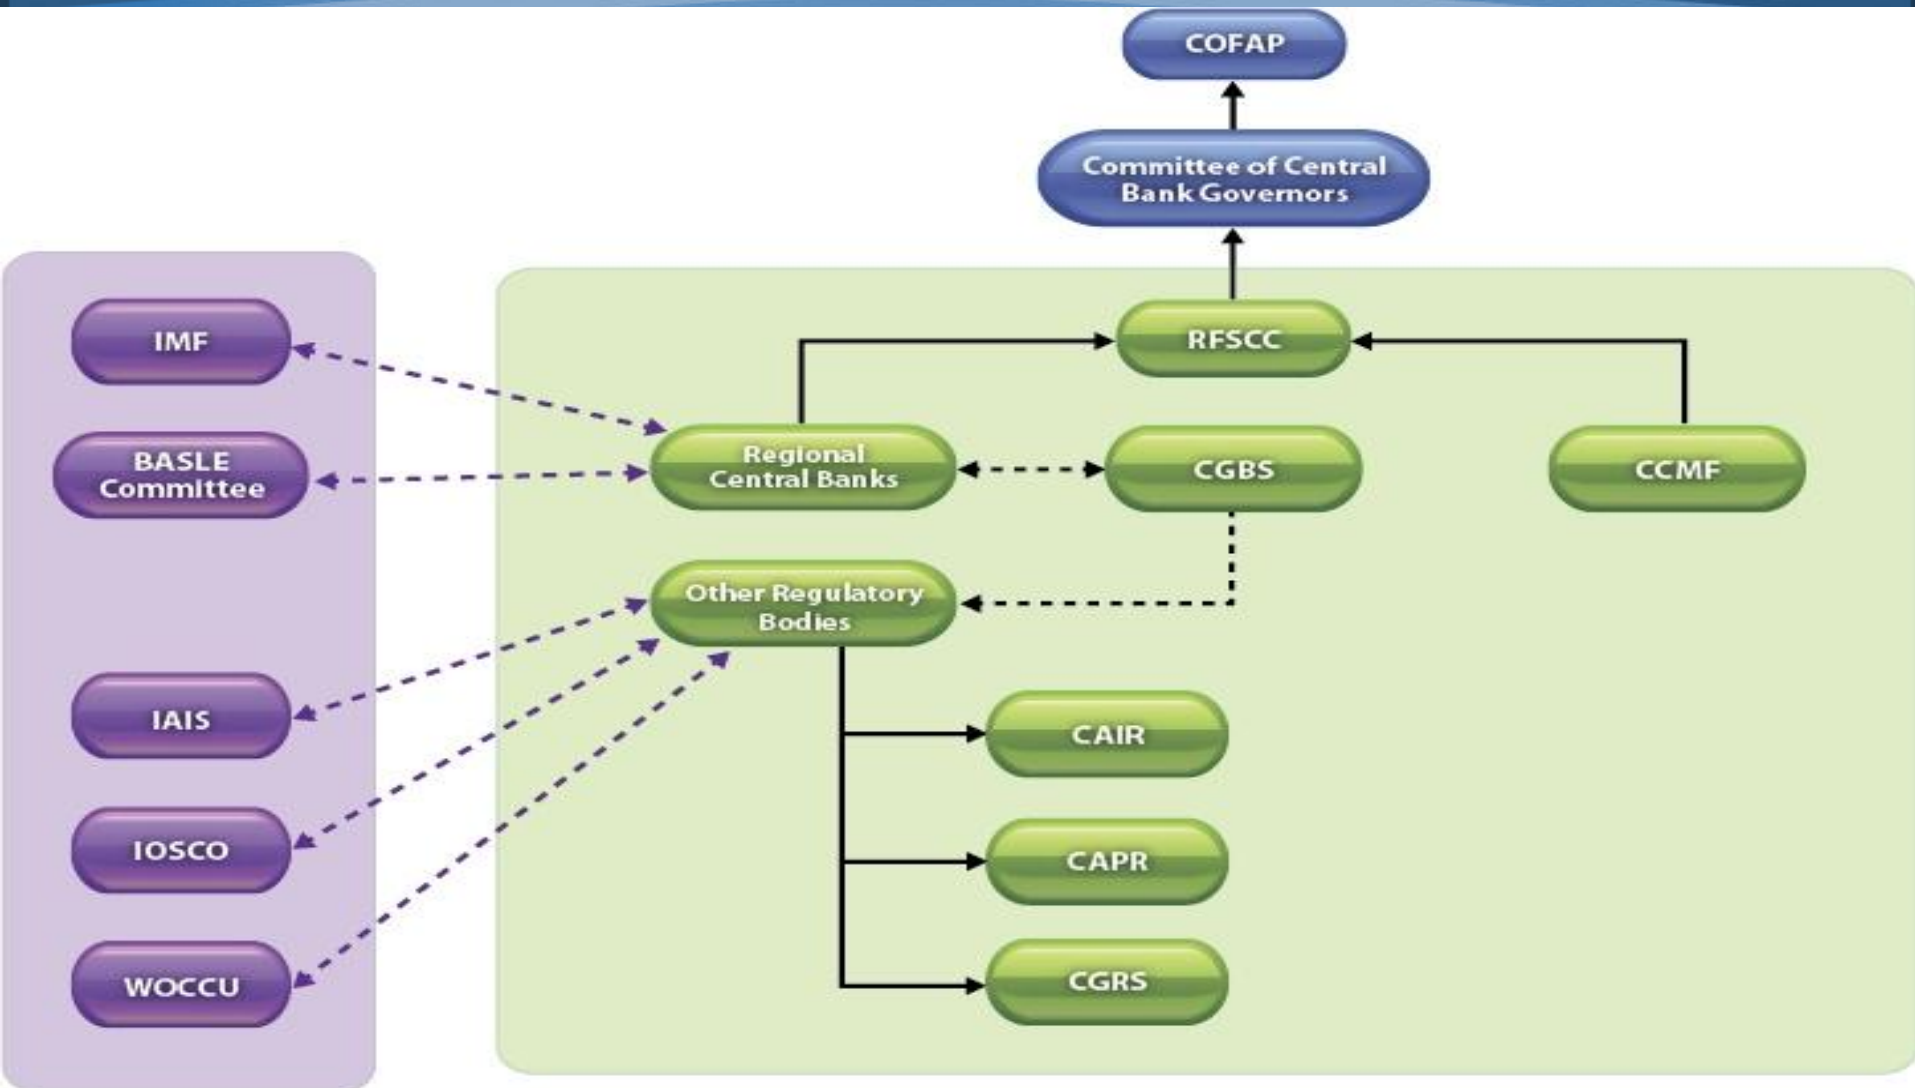 COFAP
Committee of Central
Bank Governors
IMF
RFSCC
BASLE
Committee
Regional
Central Banks
CGBS
CCMF
Other Regulatory
Bodies
IAIS
CAIR
IOSCO
CAPR
WOCCU
CGRS